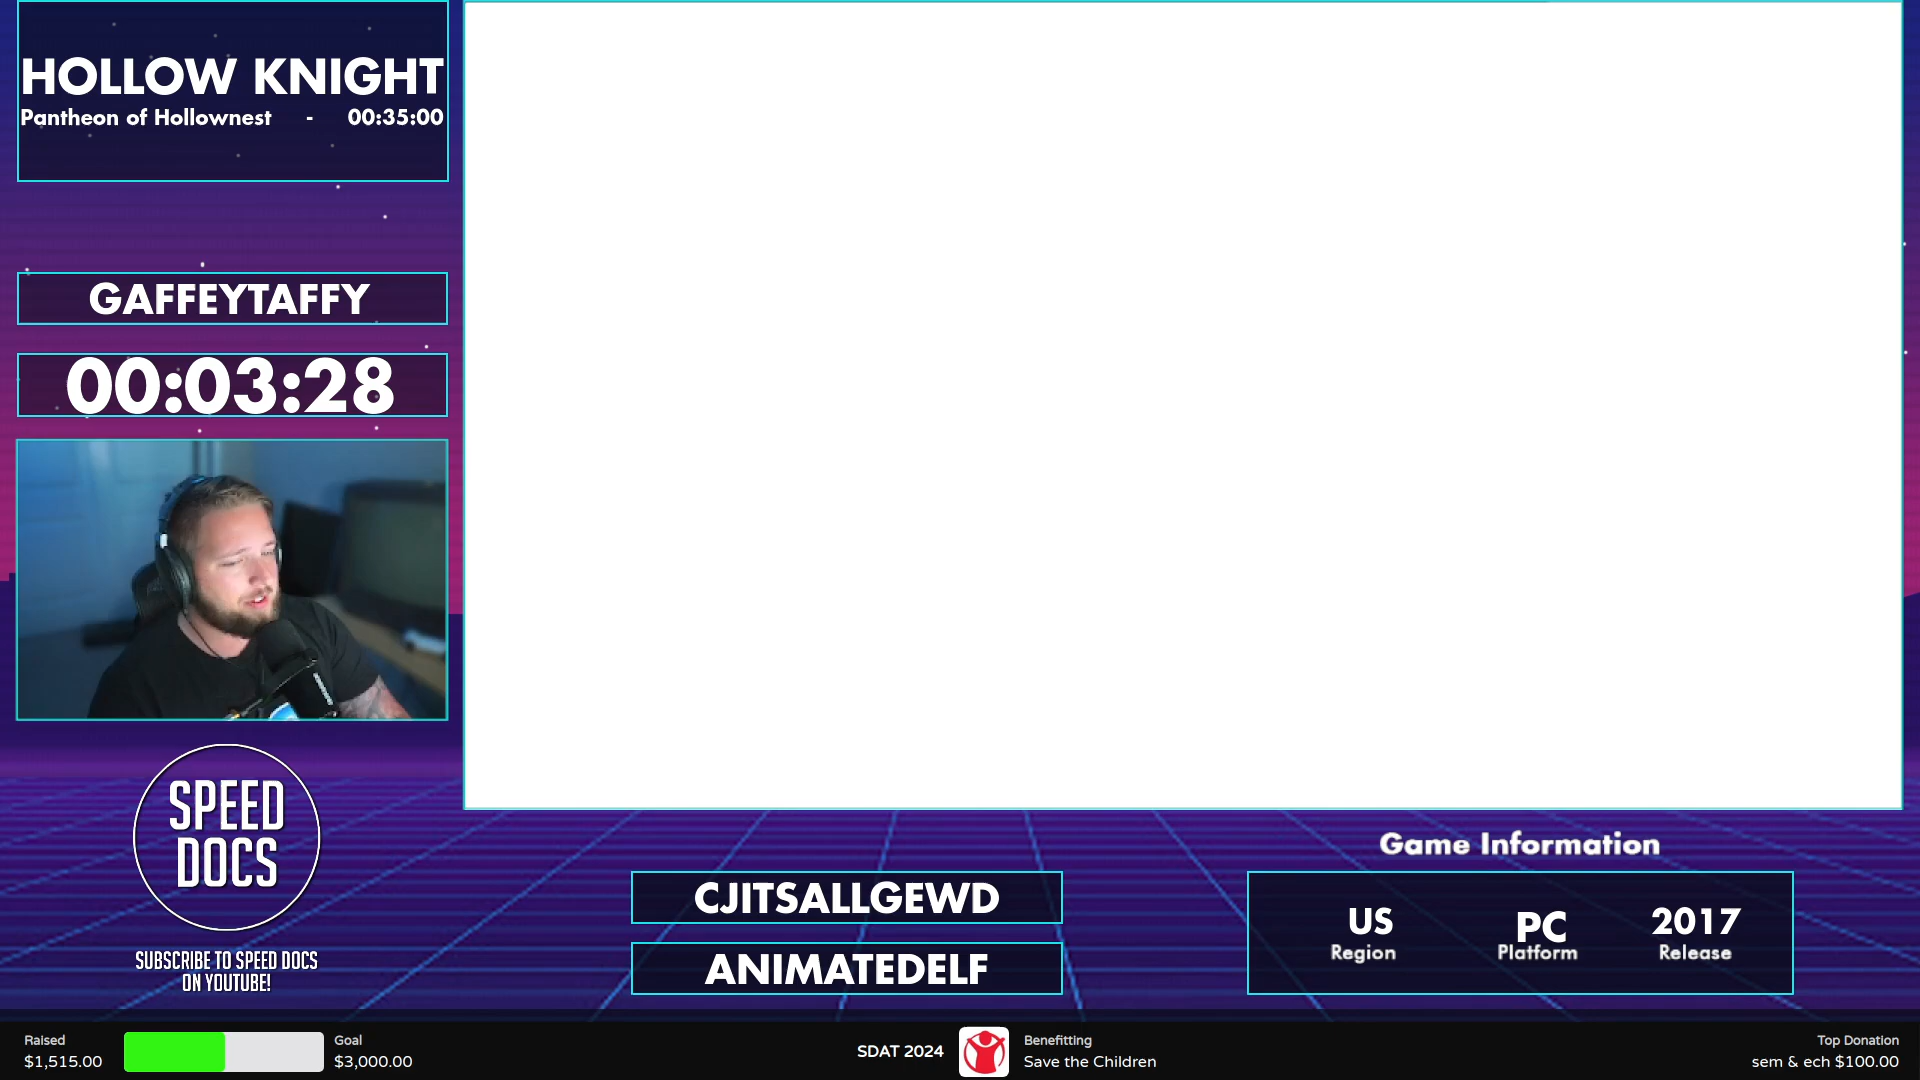 HOLLOW KNIGHT
Pantheon of Hollownest - 00:35:00
GAFFEYTAFFY
00:03:28
SPEED
DOCS
SUBSCRIBE TO SPEED DOCS
ON YOUTUBE!
CJITSALLGEWD
ANIMATEDELF
Game Information
US
Region
PC
Platform
2017
Release
Raised
$1,515.00
Goal
$3,000.00
SDAT 2024
Benefitting
Save the Children
Top Donation
sem & ech $100.00